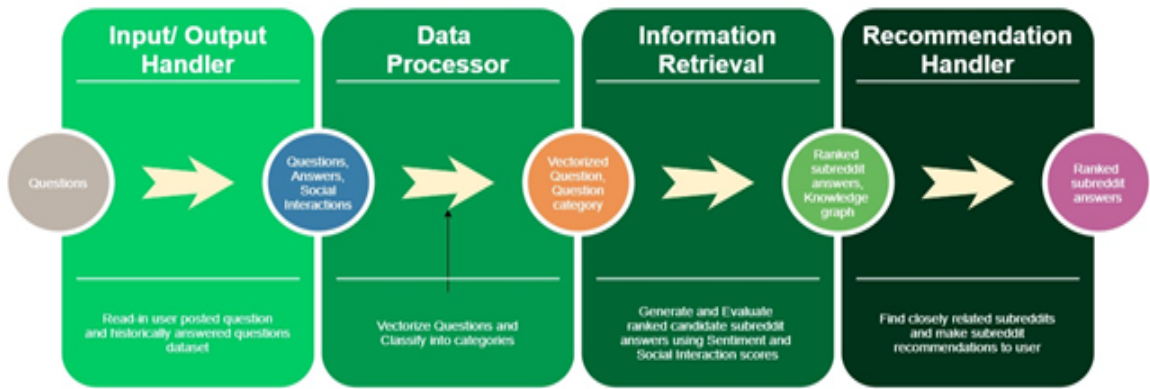 Input/ Output
Handler
Data
Processor
Information
Retrieval
Recommendation
Handler
Questions
Questions,
Answers,
Social
Interactions
Vectorized
Question,
Question
category
Ranked
subreddit
answers,
Knowledge
graph
Ranked
subreddit
answers
Read-in user posted question
and historically answered questions
dataset
Vectorize Questions and
Classify into categories
Generate and Evaluate
ranked candidate subreddit
answers using Sentiment and
Social Interaction scores
Find closely related subreddits
and make subreddit
recommendations to user